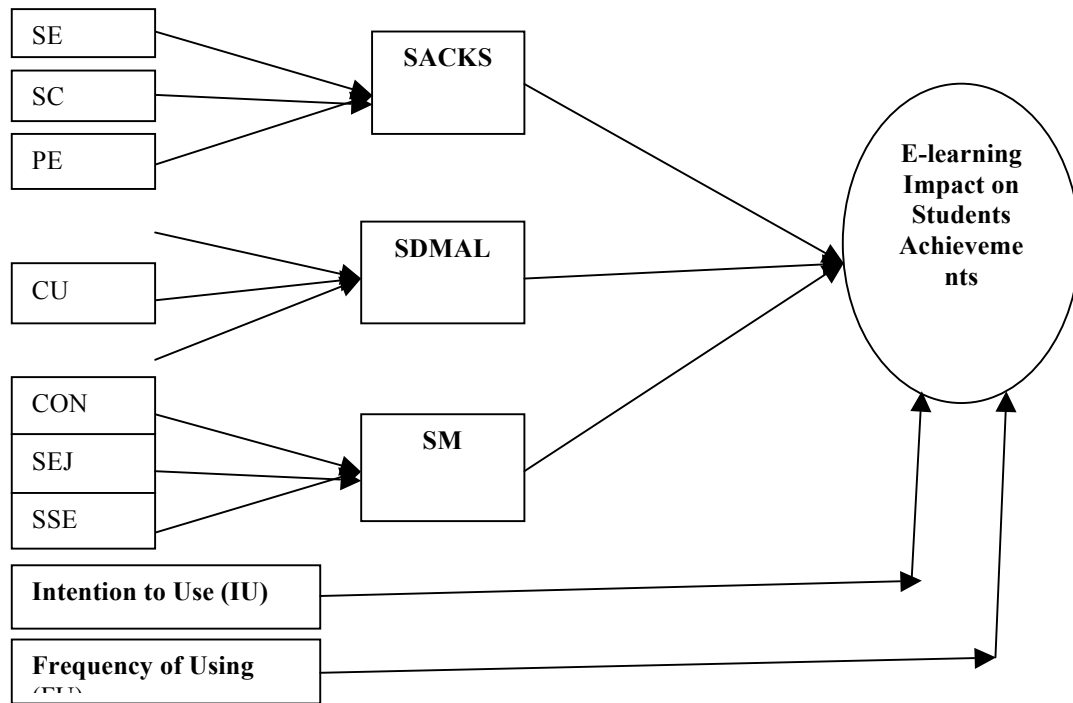 SE
SC
PE
CU
CON
SEJ
SSE
SACKS
SDMAL
SM
E-learning
Impact on
Students
Achieveme
nts
Intention to Use (IU)
Frequency of Using
(FU)